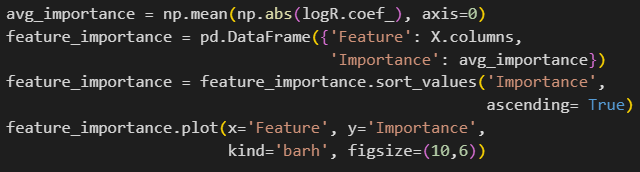 avg_importance = np.mean(np.abs(logR.coef_), axis=0)
feature_importance = pd.DataFrame({'Feature': X.columns,
                                   'Importance': avg_importance})
feature_importance = feature_importance.sort_values('Importance',
                                                    ascending= True)
feature_importance.plot(x='Feature', y='Importance',
                        kind='barh', figsize=(10,6))